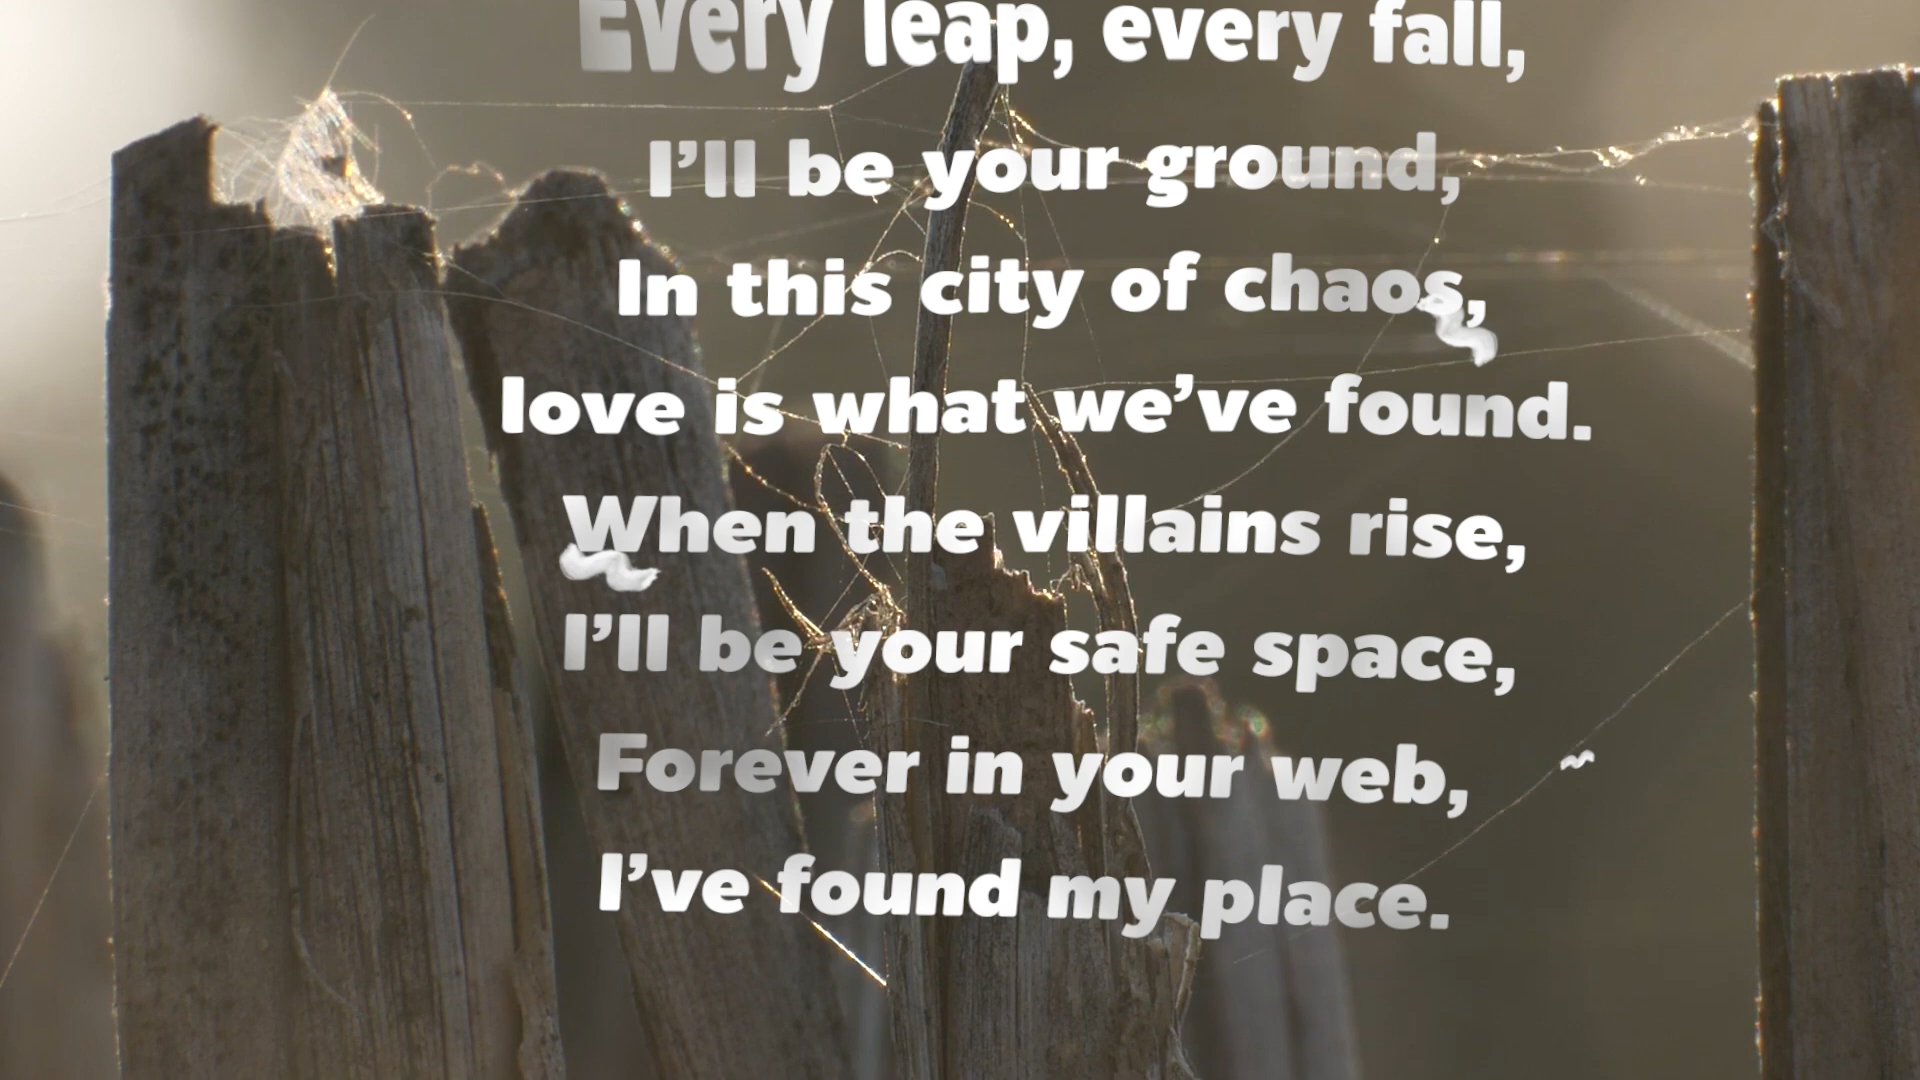 Every leap, every fall,
I’ll be your ground,
In this city of chaos,
love is what we’ve found.
When the villains rise,
I’ll be your safe space,
Forever in your web,
I’ve found my place.